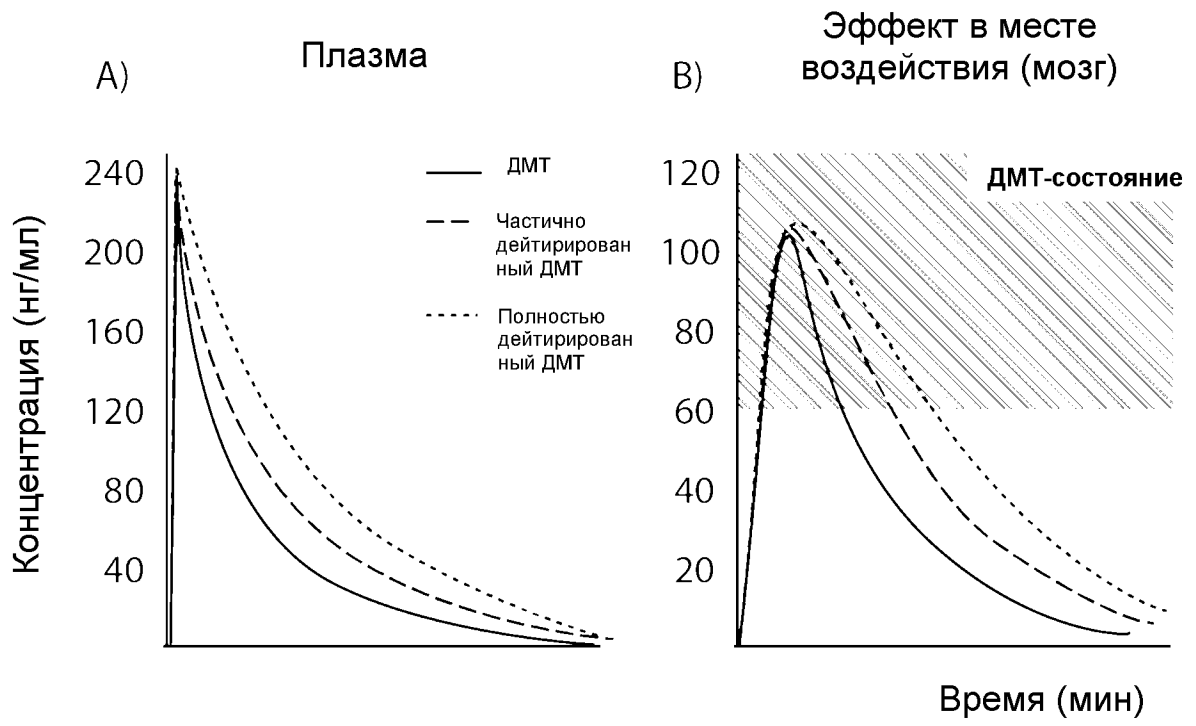 Плазма
Эффект в месте
воздействия (мозг)
A)
B)
Концентрация (нг/мл)
240
200
160
120
80
40
ДМТ
Частично
дейтирирован
ный ДМТ
Полностью
дейтирирован
ный ДМТ
120
100
80
60
40
20
ДМТ-состояние
Время (мин)